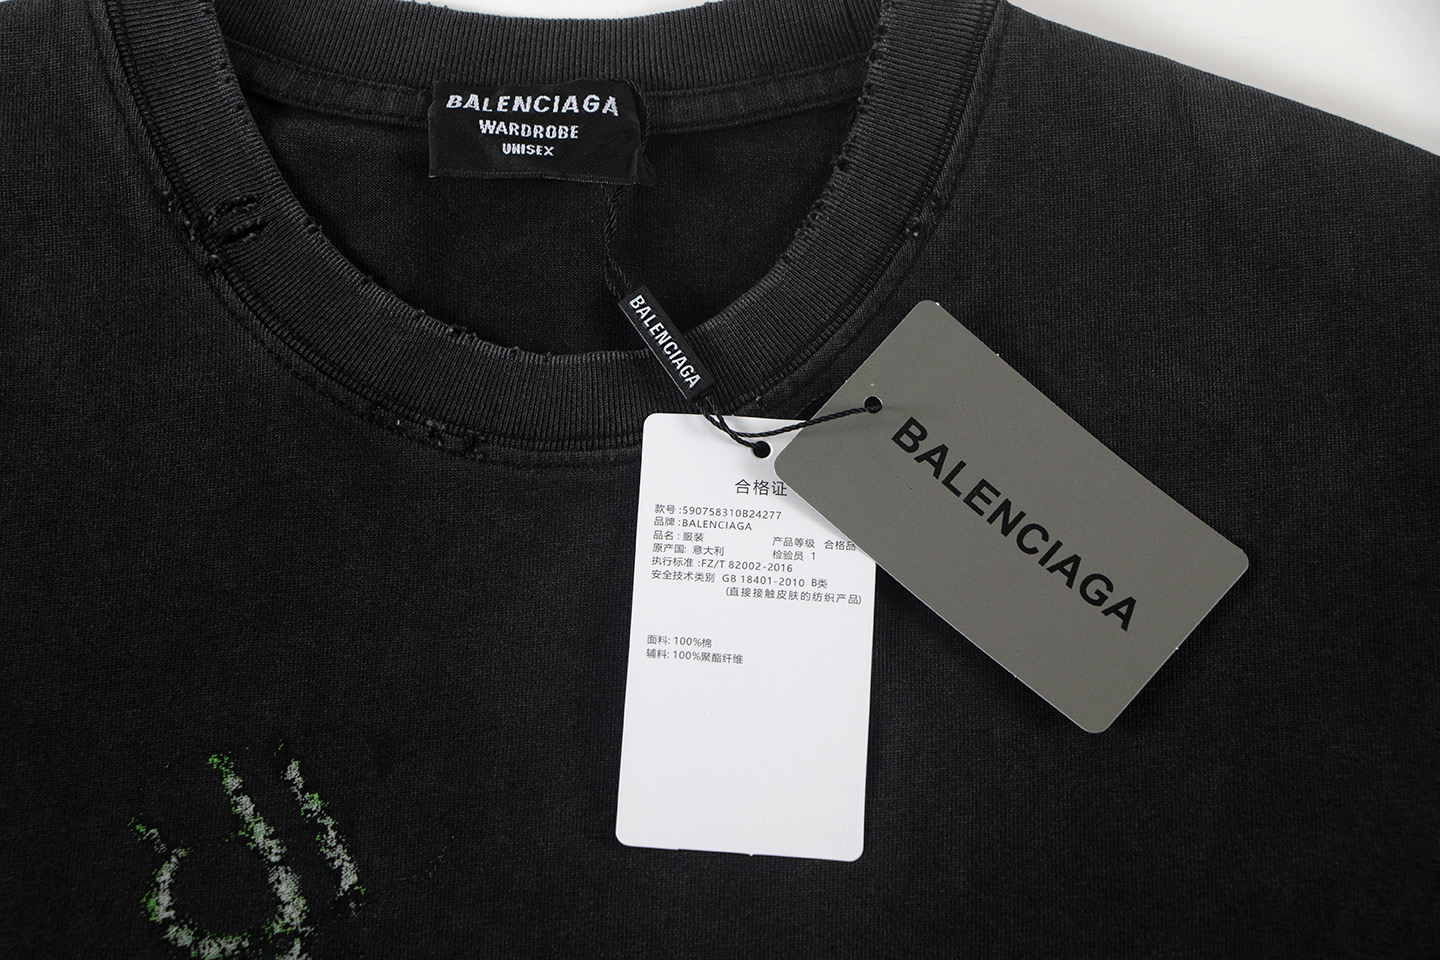 BALENCIAGA
WARDROBE
UNISEX
BALENCIAGA
BALENCIAGA
合格证
款号:590758310B24277
品牌:BALENCIAGA
品名:服装 产品等级 合格品
原产国: 意大利 检验员 1
执行标准:FZ/T 82002-2016
安全技术类别 GB 18401-2010 B类
(直接接触皮肤的纺织产品)
面料: 100%棉
辅料: 100%聚酯纤维